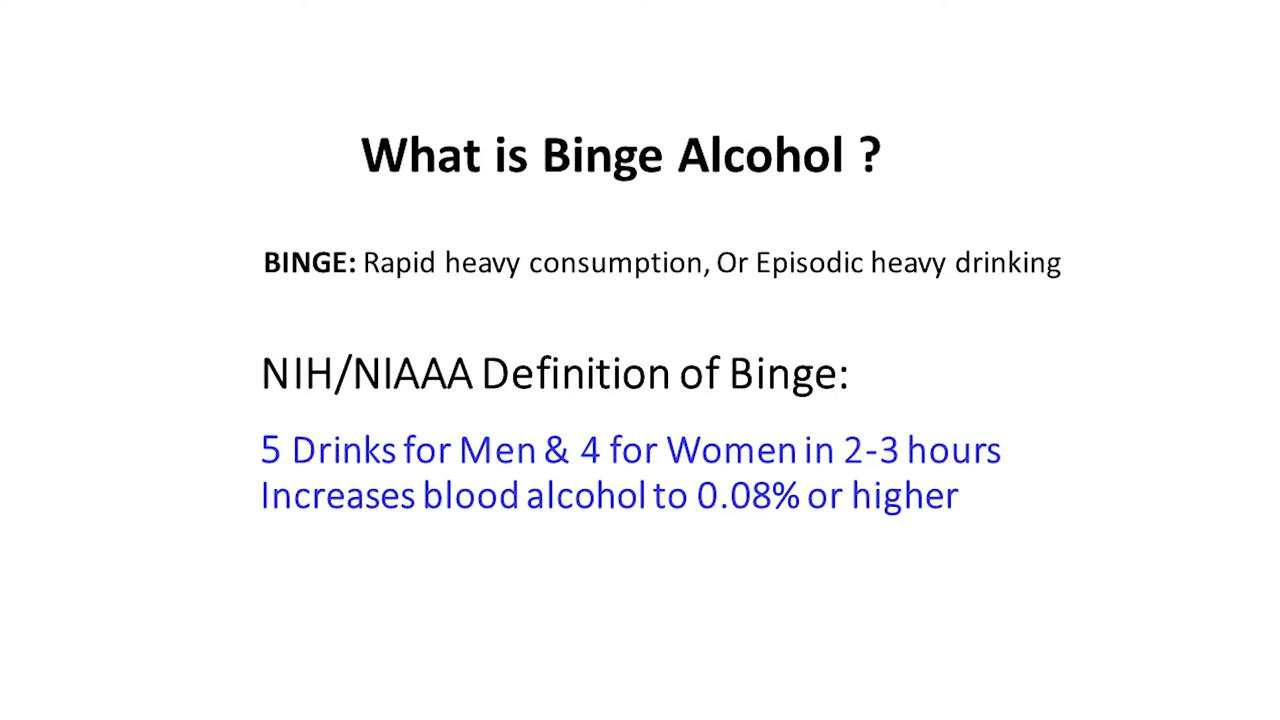 What is Binge Alcohol ?
BINGE: Rapid heavy consumption, Or Episodic heavy drinking
NIH/NIAAA Definition of Binge:
5 Drinks for Men & 4 for Women in 2-3 hours
Increases blood alcohol to 0.08% or higher